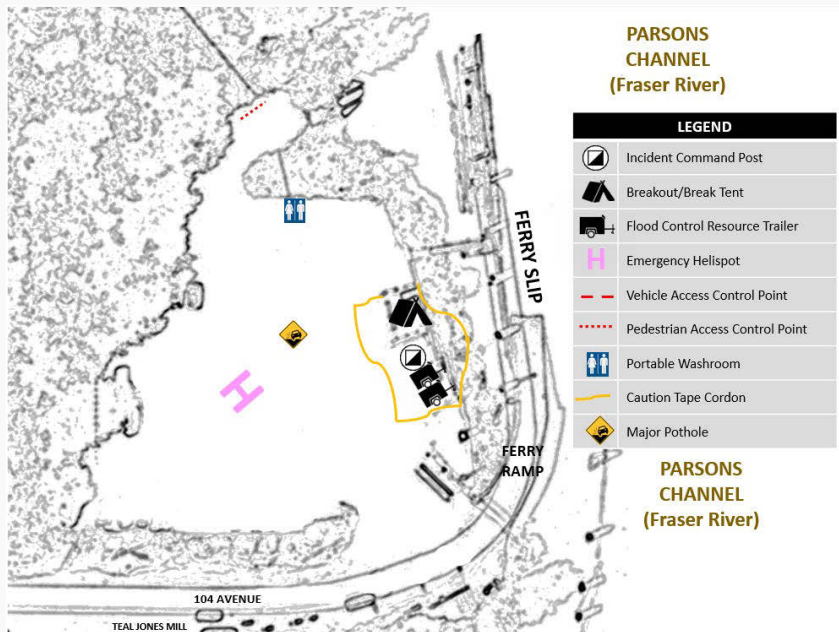 PARSONS
CHANNEL
(Fraser River)
LEGEND
Incident Command Post
Breakout/Break Tent
Flood Control Resource Trailer
H Emergency Helispot
Vehicle Access Control Point
Pedestrian Access Control Point
Portable Washroom
Caution Tape Cordon
Major Pothole
FERRY SLIP
H
FERRY
RAMP
PARSONS
CHANNEL
(Fraser River)
104 AVENUE
TEAL JONES MILL